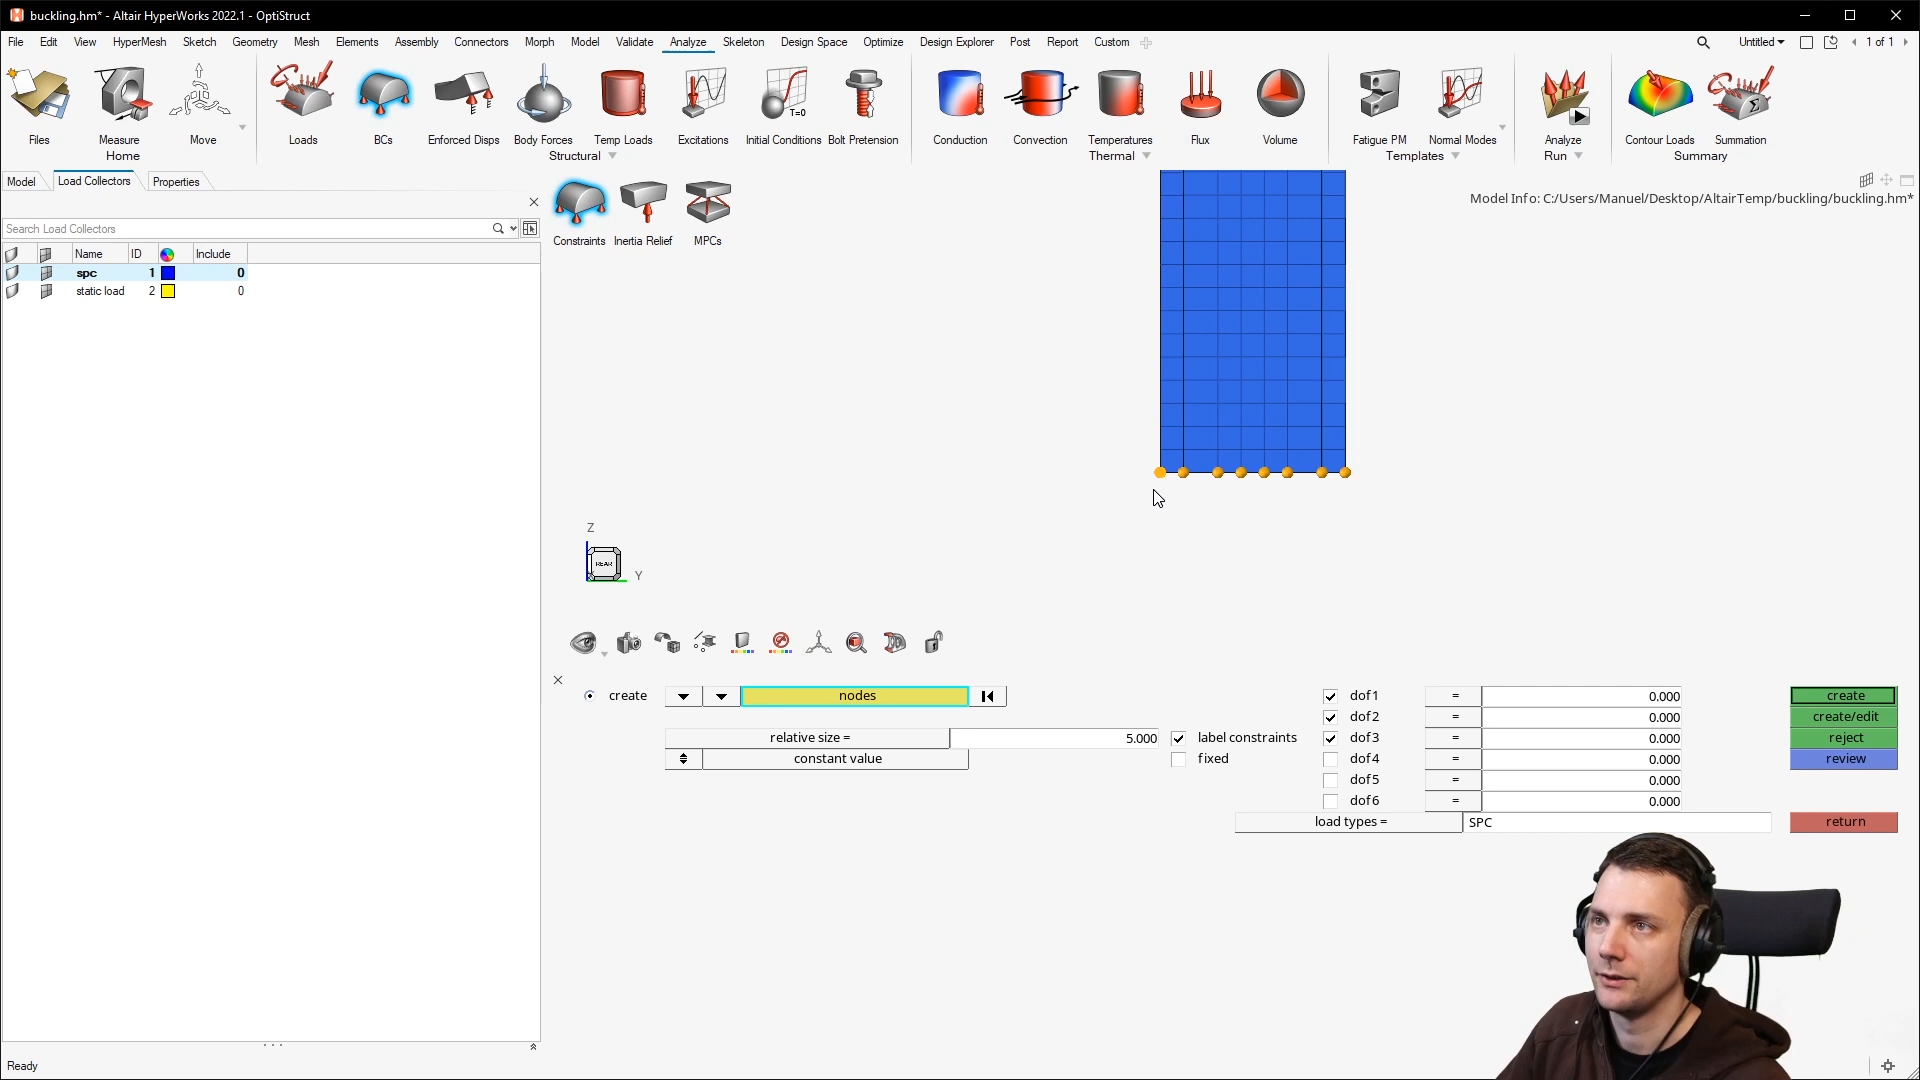 buckling.hm* - Altair HyperWorks 2022.1 - OptiStruct
File Edit View HyperMesh Sketch Geometry Mesh Elements Assembly Connectors Morph Model Validate Analyze Skeleton Design Space Optimize Design Explorer Post Report Custom Untitled 1 of 1
T=0
Files Measure Move Loads BCs Enforced Disps Body Forces Temp Loads Excitations Initial Conditions Bolt Pretension Conduction Convection Temperatures Flux Volume Fatigue PM Normal Modes Analyze Contour Loads Summation
Home Structural Thermal Templates Run Summary
Model Load Collectors Properties
Model Info: C:/Users/Manuel/Desktop/AltairTemp/buckling/buckling.hm*
Search Load Collectors
Constraints Inertia Relief MPCs
Name ID Include
spc 1 0
static load 2 0
Z
REAR
Y
create nodes dof1 = 0.000 create
dof2 = 0.000 create/edit
relative size = 5.000 label constraints dof3 = 0.000 reject
constant value fixed dof4 = 0.000 review
dof5 = 0.000
dof6 = 0.000
load types = SPC return
Ready